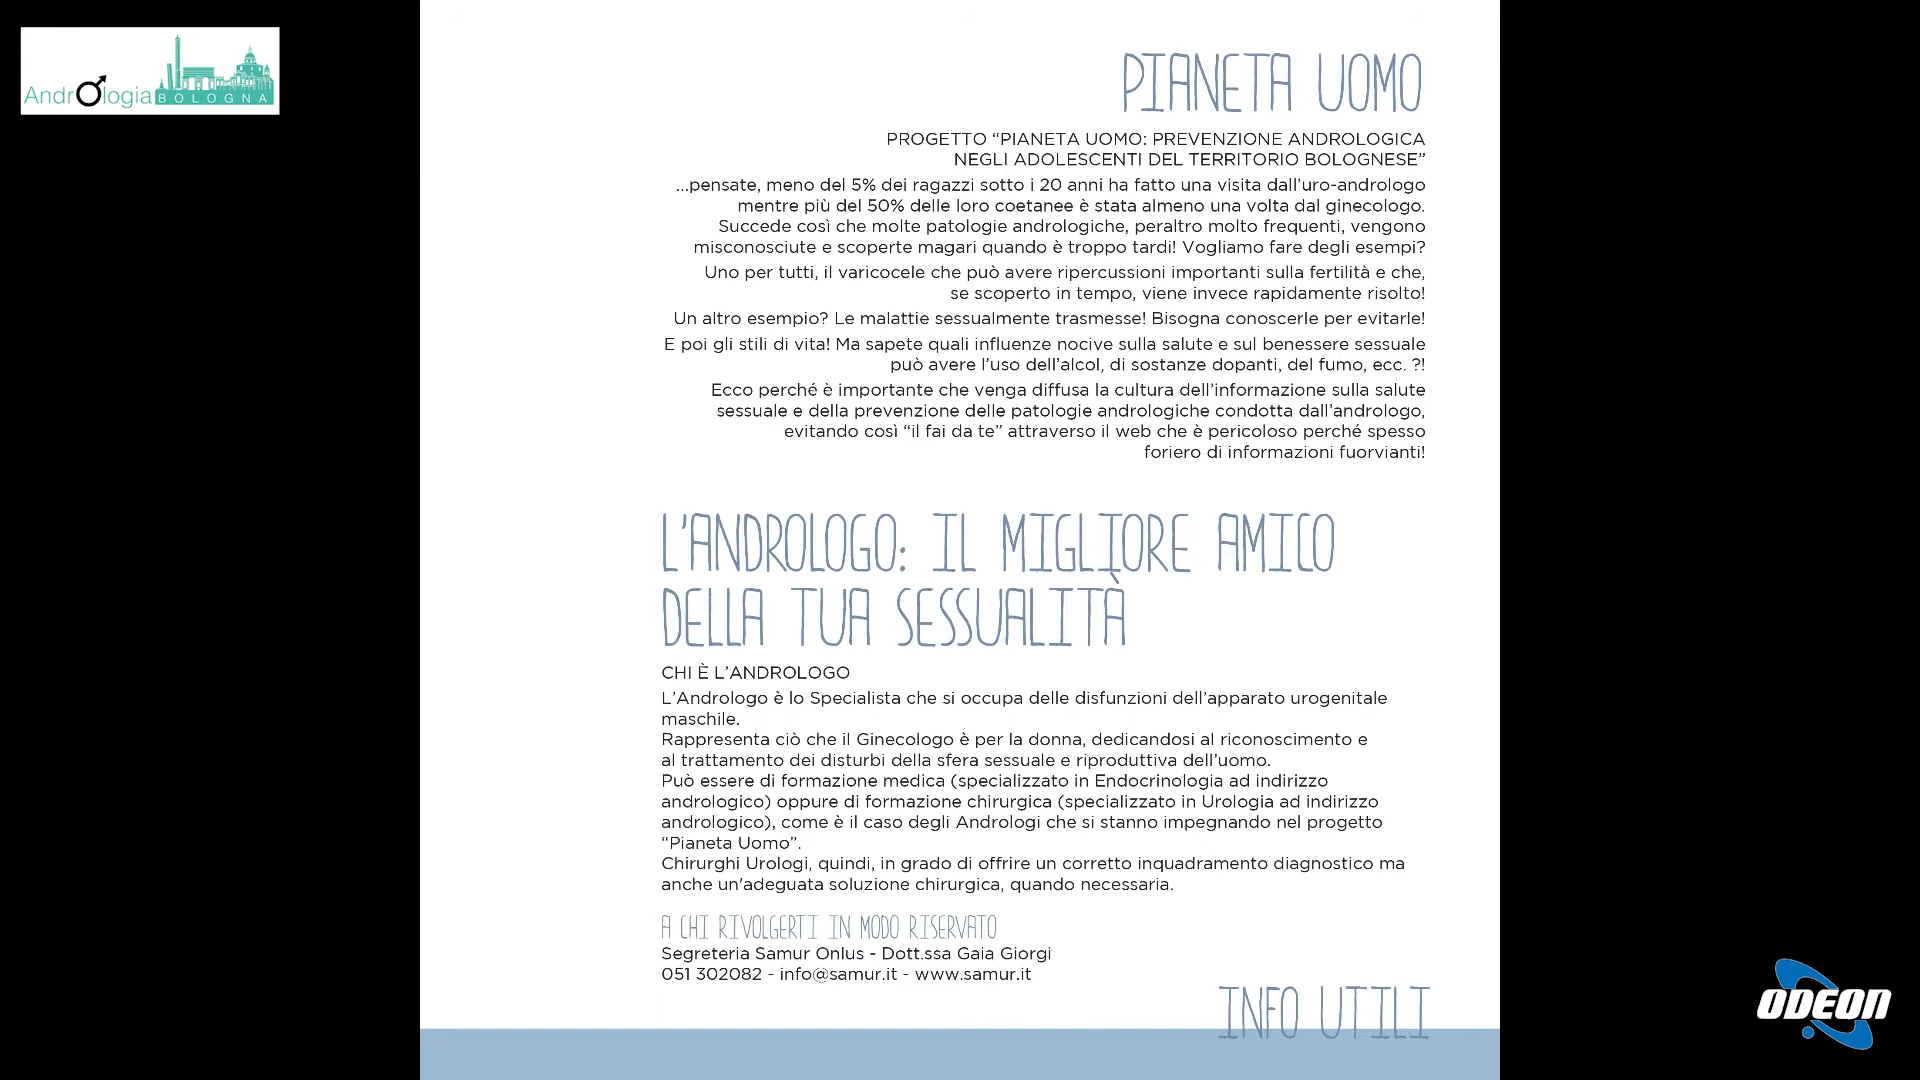 AndrOlogia
BOLOGNA
PIANETA UOMO
PROGETTO “PIANETA UOMO: PREVENZIONE ANDROLOGICA
NEGLI ADOLESCENTI DEL TERRITORIO BOLOGNESE”
...pensate, meno del 5% dei ragazzi sotto i 20 anni ha fatto una visita dall’uro-andrologo
mentre più del 50% delle loro coetanee è stata almeno una volta dal ginecologo.
Succede così che molte patologie andrologiche, peraltro molto frequenti, vengono
misconosciute e scoperte magari quando è troppo tardi! Vogliamo fare degli esempi?
Uno per tutti, il varicocele che può avere ripercussioni importanti sulla fertilità e che,
se scoperto in tempo, viene invece rapidamente risolto!
Un altro esempio? Le malattie sessualmente trasmesse! Bisogna conoscerle per evitarle!
E poi gli stili di vita! Ma sapete quali influenze nocive sulla salute e sul benessere sessuale
può avere l’uso dell’alcol, di sostanze dopanti, del fumo, ecc. ?!
Ecco perché è importante che venga diffusa la cultura dell’informazione sulla salute
sessuale e della prevenzione delle patologie andrologiche condotta dall’andrologo,
evitando così “il fai da te” attraverso il web che è pericoloso perché spesso
foriero di informazioni fuorvianti!
L’ANDROLOGO: IL MIGLIORE AMICO
DELLA TUA SESSUALITÀ
CHI È L’ANDROLOGO
L’Andrologo è lo Specialista che si occupa delle disfunzioni dell’apparato urogenitale
maschile.
Rappresenta ciò che il Ginecologo è per la donna, dedicandosi al riconoscimento e
al trattamento dei disturbi della sfera sessuale e riproduttiva dell’uomo.
Può essere di formazione medica (specializzato in Endocrinologia ad indirizzo
andrologico) oppure di formazione chirurgica (specializzato in Urologia ad indirizzo
andrologico), come è il caso degli Andrologi che si stanno impegnando nel progetto
“Pianeta Uomo”.
Chirurghi Urologi, quindi, in grado di offrire un corretto inquadramento diagnostico ma
anche un'adeguata soluzione chirurgica, quando necessaria.
A CHI RIVOLGERTI IN MODO RISERVATO
Segreteria Samur Onlus - Dott.ssa Gaia Giorgi
051 302082 - info@samur.it - www.samur.it
INFO UTILI
ODEON